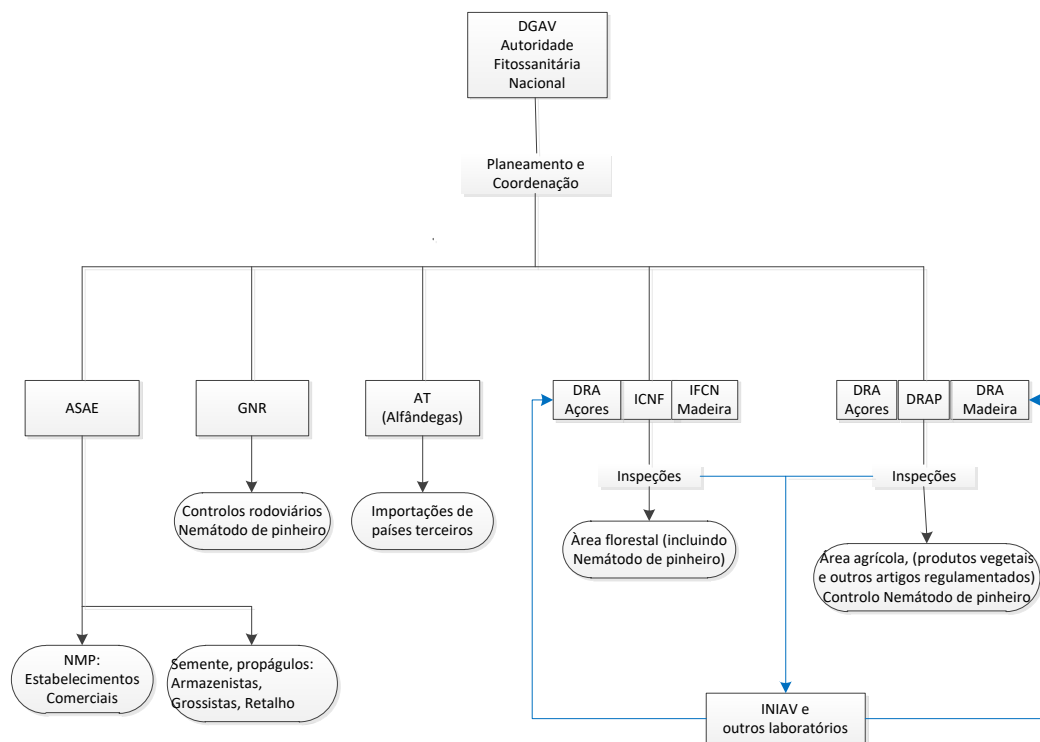 DGAV
Autoridade
Fitossanitária
Nacional
Planeamento e
Coordenação
ASAE
GNR
AT
(Alfândegas)
DRA
Açores
ICNF
IFCN
Madeira
DRA
Açores
DRAP
DRA
Madeira
Inspeções
Inspeções
Controlos rodoviários
Nemátodo de pinheiro
Importações de
países terceiros
Àrea florestal (incluindo
Nemátodo de pinheiro)
Área agrícola, (produtos vegetais
e outros artigos regulamentados)
Controlo Nemátodo de pinheiro
NMP:
Estabelecimentos
Comerciais
Semente, propágulos:
Armazenistas,
Grossistas, Retalho
INIAV e
outros laboratórios